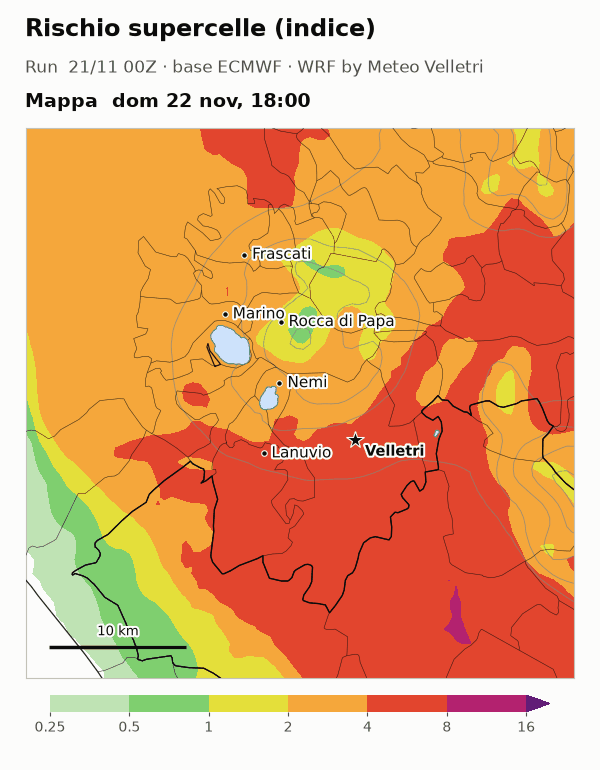 Rischio supercelle (indice)
Run  21/11 00Z · base ECMWF · WRF by Meteo Velletri
Mappa  dom 22 nov, 18:00
Frascati
Marino
Rocca di Papa
Nemi
Velletri
Lanuvio
10 km
0.25 0.5 1 2 4 8 16